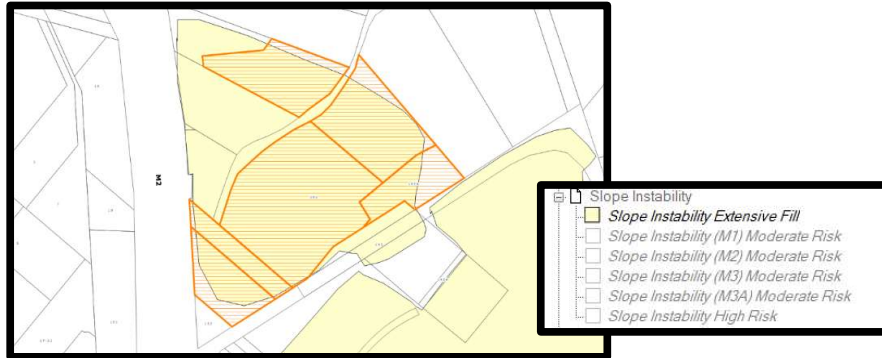 M2
Slope Instability
Slope Instability Extensive Fill
Slope Instability (M1) Moderate Risk
Slope Instability (M2) Moderate Risk
Slope Instability (M3) Moderate Risk
Slope Instability (M3A) Moderate Risk
Slope Instability High Risk